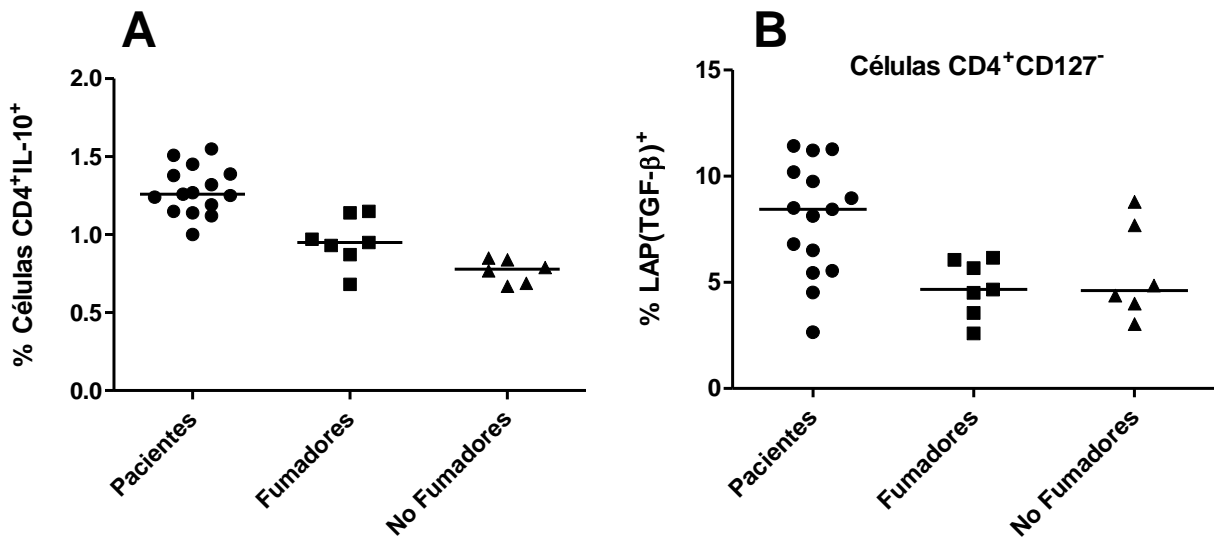 A
% Células CD4⁺IL-10⁺
2.0
1.5
1.0
0.5
0.0
Pacientes
Fumadores
No Fumadores
B
Células CD4⁺CD127⁻
% LAP(TGF-β)⁺
15
10
5
0
Pacientes
Fumadores
No Fumadores